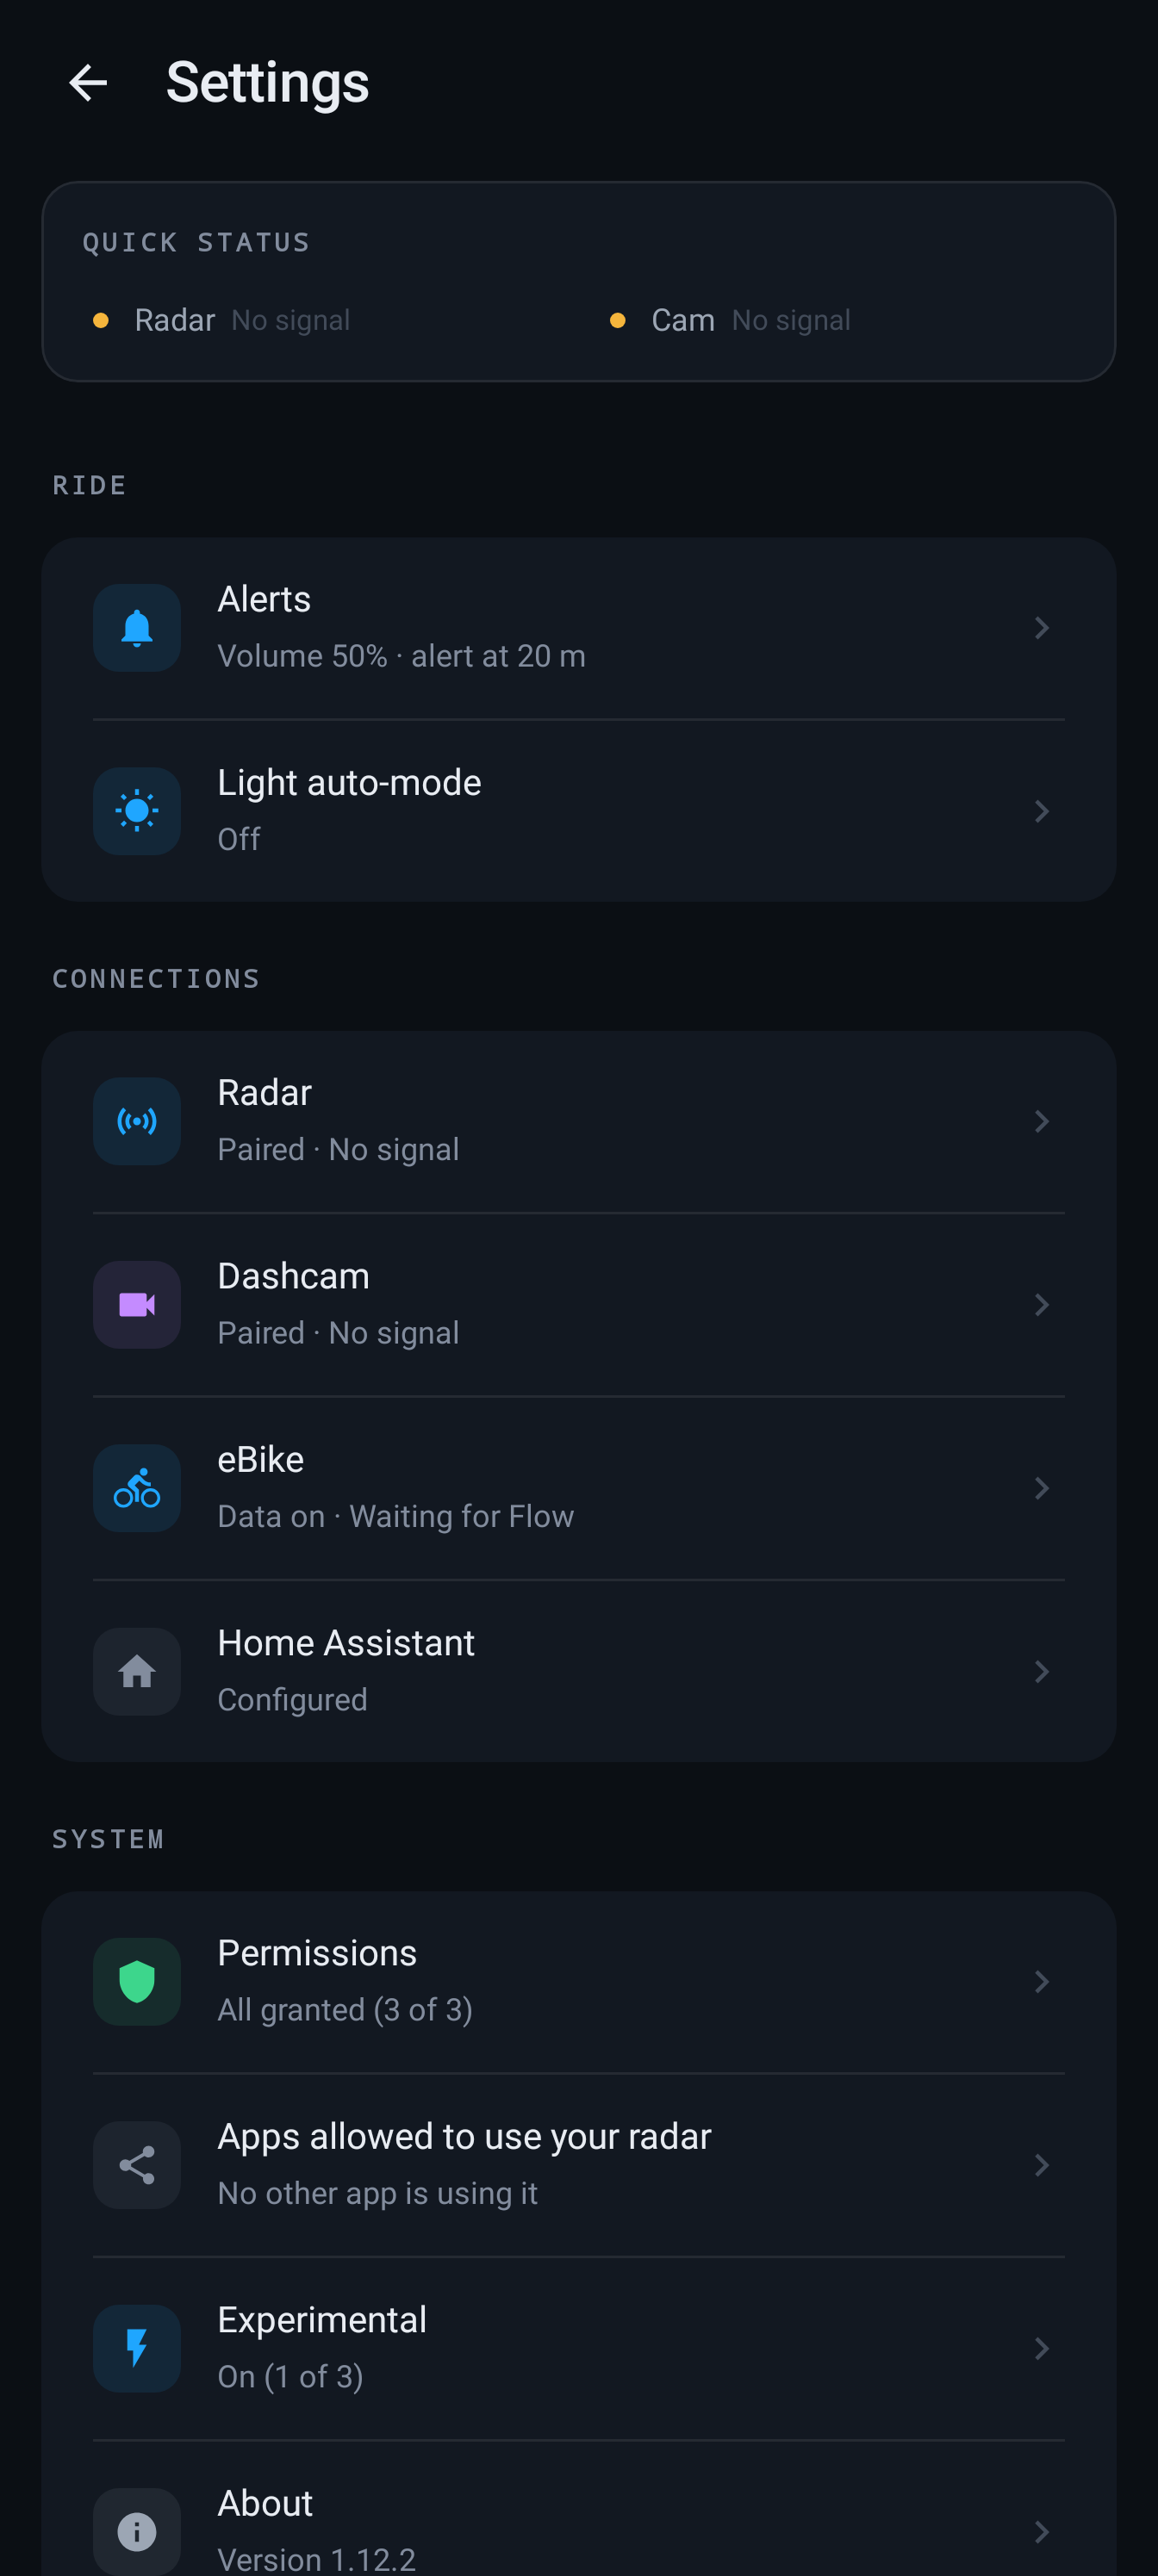 Settings
QUICK STATUS
Radar No signal
Cam No signal
RIDE
Alerts
Volume 50% · alert at 20 m
Light auto-mode
Off
CONNECTIONS
Radar
Paired · No signal
Dashcam
Paired · No signal
eBike
Data on · Waiting for Flow
Home Assistant
Configured
SYSTEM
Permissions
All granted (3 of 3)
Apps allowed to use your radar
No other app is using it
Experimental
On (1 of 3)
About
Version 1.12.2